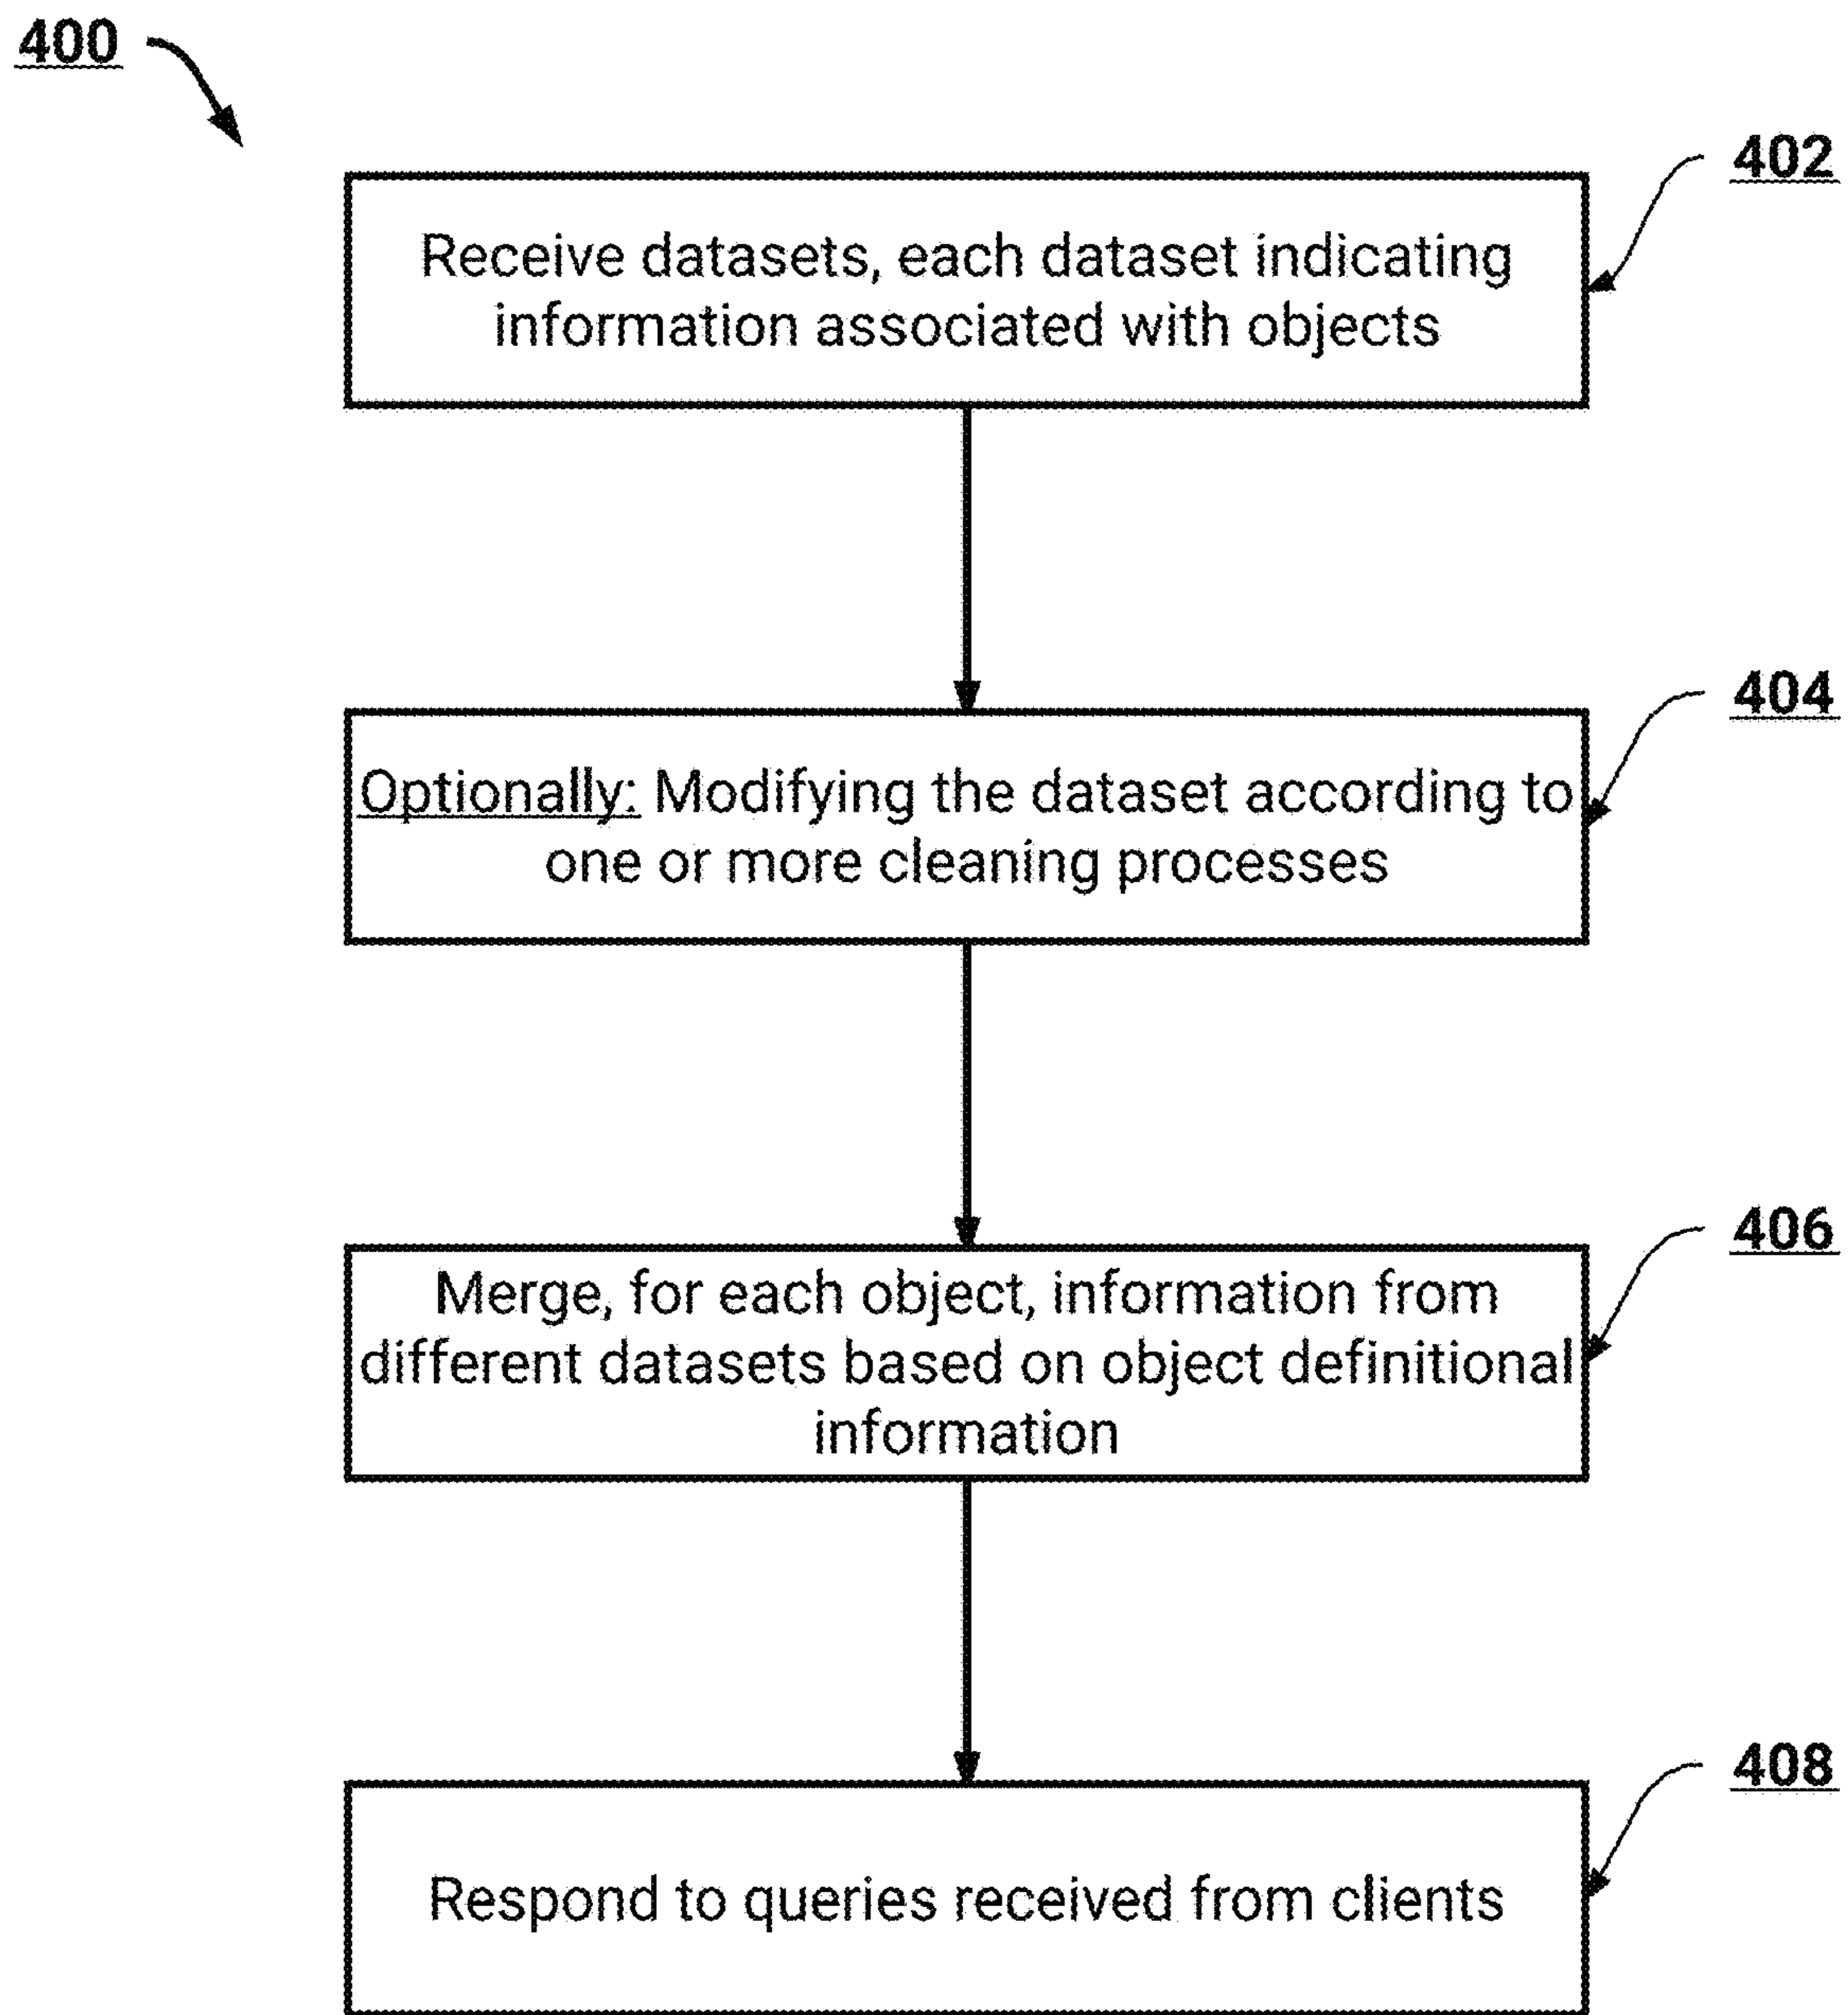 400
402
Receive datasets, each dataset indicating
information associated with objects
404
Optionally: Modifying the dataset according to
one or more cleaning processes
406
Merge, for each object, information from
different datasets based on object definitional
information
408
Respond to queries received from clients